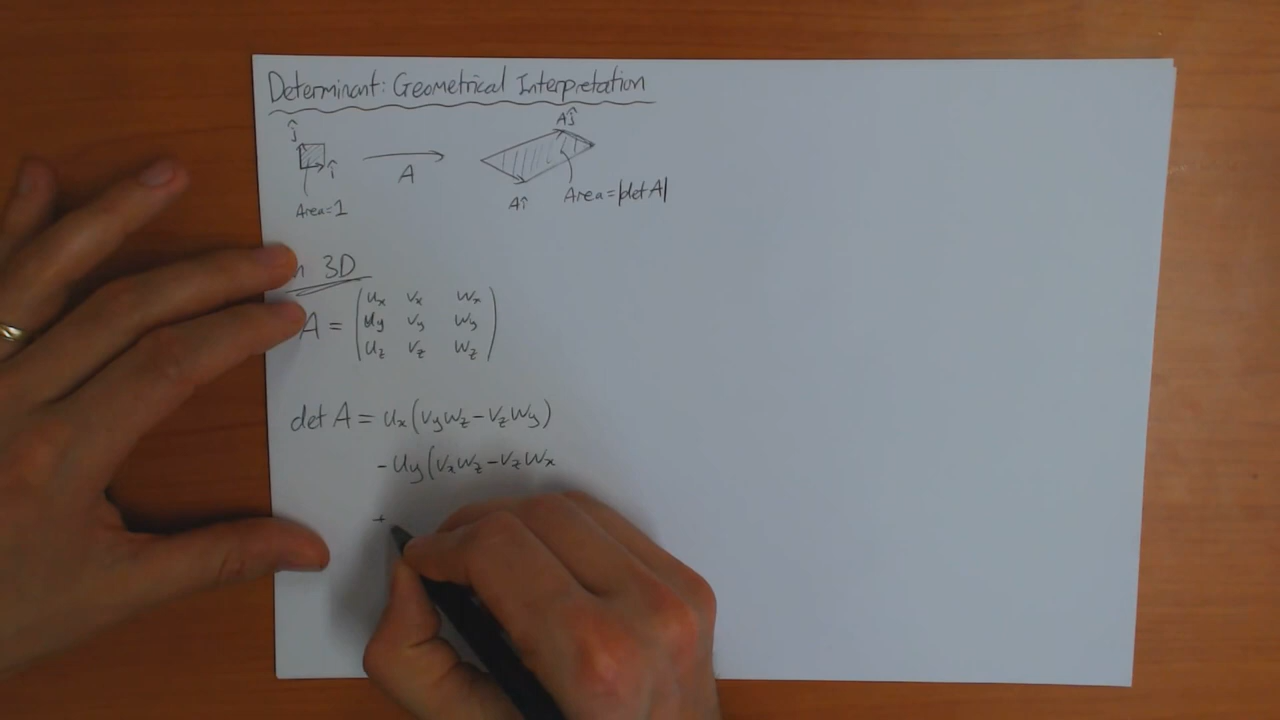 Determinant: Geometrical Interpretation
ĵ
î
Area=1
A
Aĵ
Aî
Area=|det A|
n 3D
A = (uₓ vₓ wₓ
u_y v_y w_y
u_z v_z w_z)
det A = uₓ(v_y w_z − v_z w_y)
− u_y(vₓ w_z − v_z wₓ
+